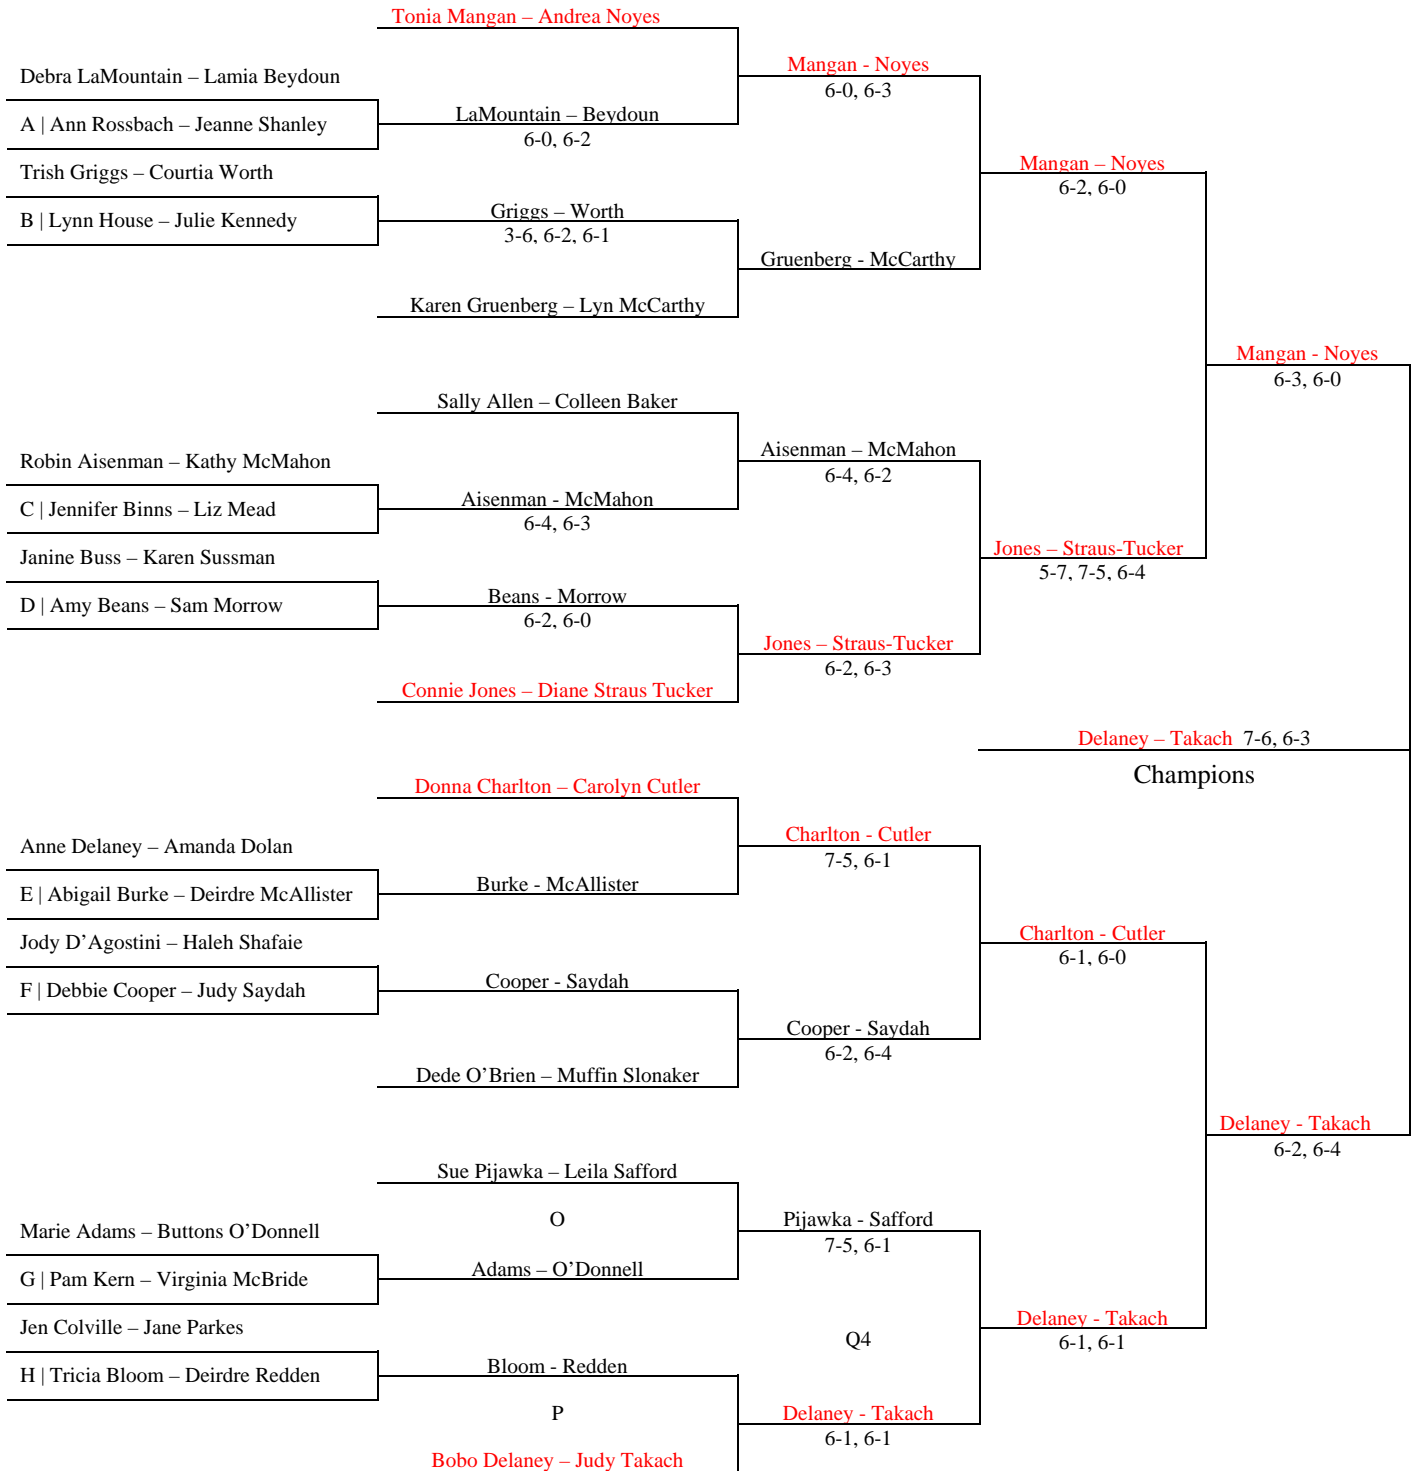 Tonia Mangan – Andrea Noyes
Mangan - Noyes
Debra LaMountain – Lamia Beydoun
6-0, 6-3
LaMountain – Beydoun
A | Ann Rossbach – Jeanne Shanley
6-0, 6-2
Mangan – Noyes
Trish Griggs – Courtia Worth
6-2, 6-0
Griggs – Worth
B | Lynn House – Julie Kennedy
3-6, 6-2, 6-1
Gruenberg - McCarthy
Karen Gruenberg – Lyn McCarthy
Mangan - Noyes
6-3, 6-0
Sally Allen – Colleen Baker
Aisenman – McMahon
Robin Aisenman – Kathy McMahon
6-4, 6-2
Aisenman - McMahon
C | Jennifer Binns – Liz Mead
6-4, 6-3
Jones – Straus-Tucker
Janine Buss – Karen Sussman
5-7, 7-5, 6-4
Beans - Morrow
D | Amy Beans – Sam Morrow
6-2, 6-0
Jones – Straus-Tucker
6-2, 6-3
Connie Jones – Diane Straus Tucker
Delaney – Takach 7-6, 6-3
Champions
Donna Charlton – Carolyn Cutler
Charlton - Cutler
Anne Delaney – Amanda Dolan
7-5, 6-1
Burke - McAllister
E | Abigail Burke – Deirdre McAllister
Charlton - Cutler
Jody D’Agostini – Haleh Shafaie
6-1, 6-0
Cooper - Saydah
F | Debbie Cooper – Judy Saydah
Cooper - Saydah
6-2, 6-4
Dede O’Brien – Muffin Slonaker
Delaney - Takach
6-2, 6-4
Sue Pijawka – Leila Safford
O
Pijawka - Safford
Marie Adams – Buttons O’Donnell
7-5, 6-1
Adams – O’Donnell
G | Pam Kern – Virginia McBride
Delaney - Takach
Jen Colville – Jane Parkes
6-1, 6-1
Q4
Bloom - Redden
H | Tricia Bloom – Deirdre Redden
P
Delaney - Takach
6-1, 6-1
Bobo Delaney – Judy Takach